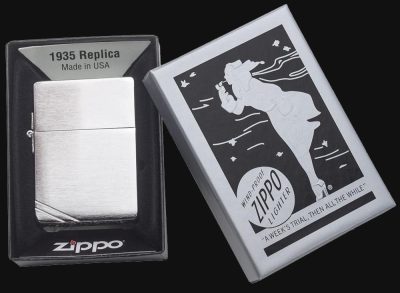 1935 Replica
Made in USA
zippo
WIND PROOF
ZIPPO
LIGHTER
®
"A WEEK'S TRIAL, THEN ALL THE WHILE"